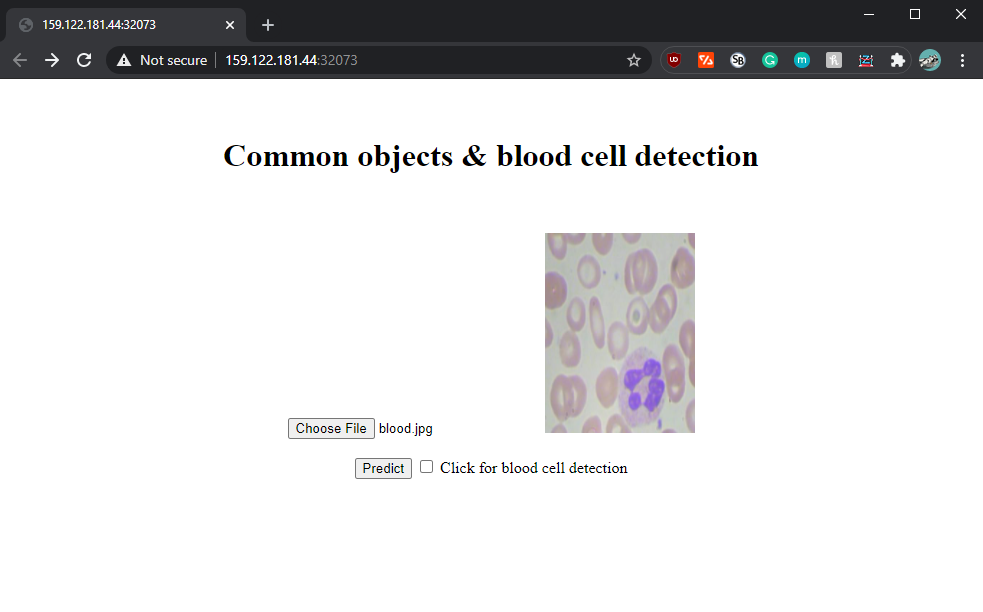 159.122.181.44:32073
Not secure 159.122.181.44:32073
Common objects & blood cell detection
Choose File blood.jpg
Predict Click for blood cell detection